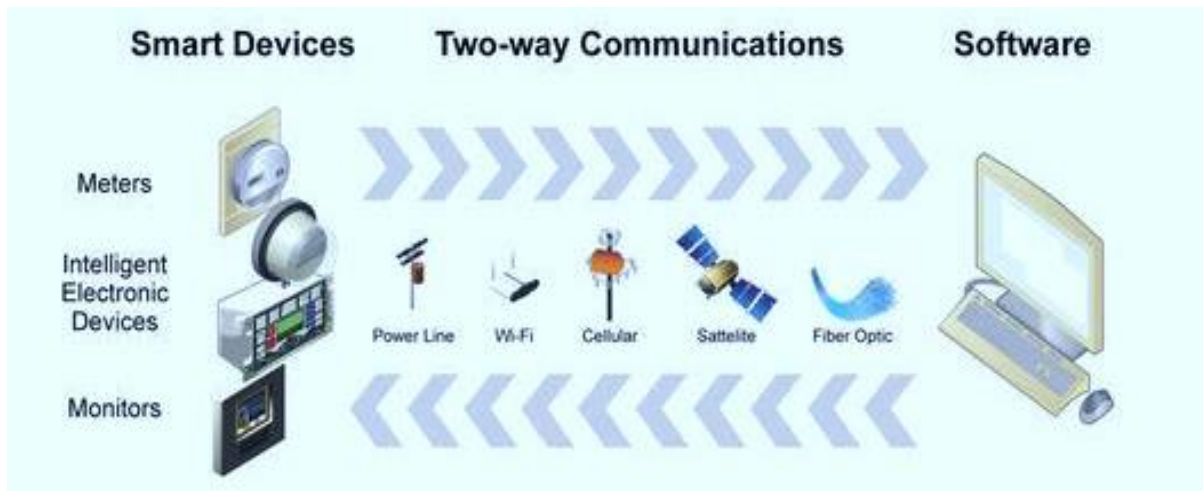 Smart Devices
Two-way Communications
Software
Meters
Intelligent
Electronic
Devices
Monitors
Power Line
Wi-Fi
Cellular
Sattelite
Fiber Optic